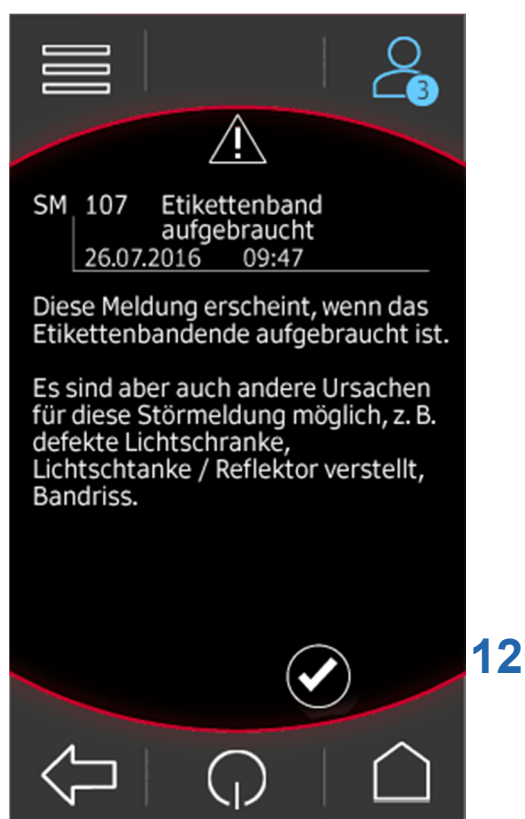 3
SM 107 Etikettenband
aufgebraucht
26.07.2016 09:47
Diese Meldung erscheint, wenn das
Etikettenbandende aufgebraucht ist.
Es sind aber auch andere Ursachen
für diese Störmeldung möglich, z. B.
defekte Lichtschranke,
Lichtschtanke / Reflektor verstellt,
Bandriss.
12